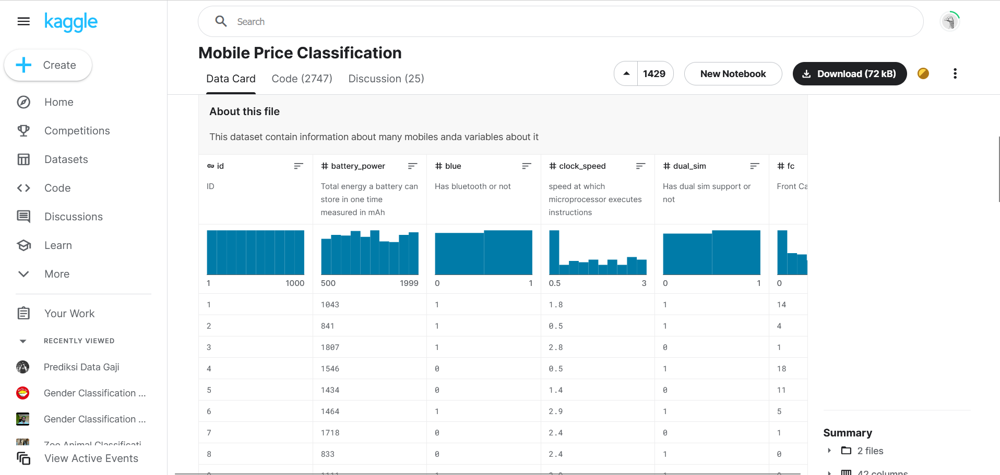 kaggle
Search
Create
Mobile Price Classification
Data Card Code (2747) Discussion (25)
1429 New Notebook Download (72 kB)
Home
Competitions
Datasets
Code
Discussions
Learn
More
Your Work
RECENTLY VIEWED
Prediksi Data Gaji
Gender Classification ...
Gender Classification ...
Zoo Animal Classificati
View Active Events
About this file
This dataset contain information about many mobiles anda variables about it
id # battery_power # blue # clock_speed # dual_sim # fc
ID Total energy a battery can Has bluetooth or not speed at which Has dual sim support or Front Ca
store in one time microprocessor executes not
measured in mAh instructions
1 1000 500 1999 0 1 0.5 3 0 1 0
1 1043 1 1.8 1 14
2 841 1 0.5 1 4
3 1807 1 2.8 0 1
4 1546 0 0.5 1 18
5 1434 0 1.4 0 11
6 1464 1 2.9 1 5
7 1718 0 2.4 0 1
8 833 0 2.4 1 0
Summary
2 files
42 columns